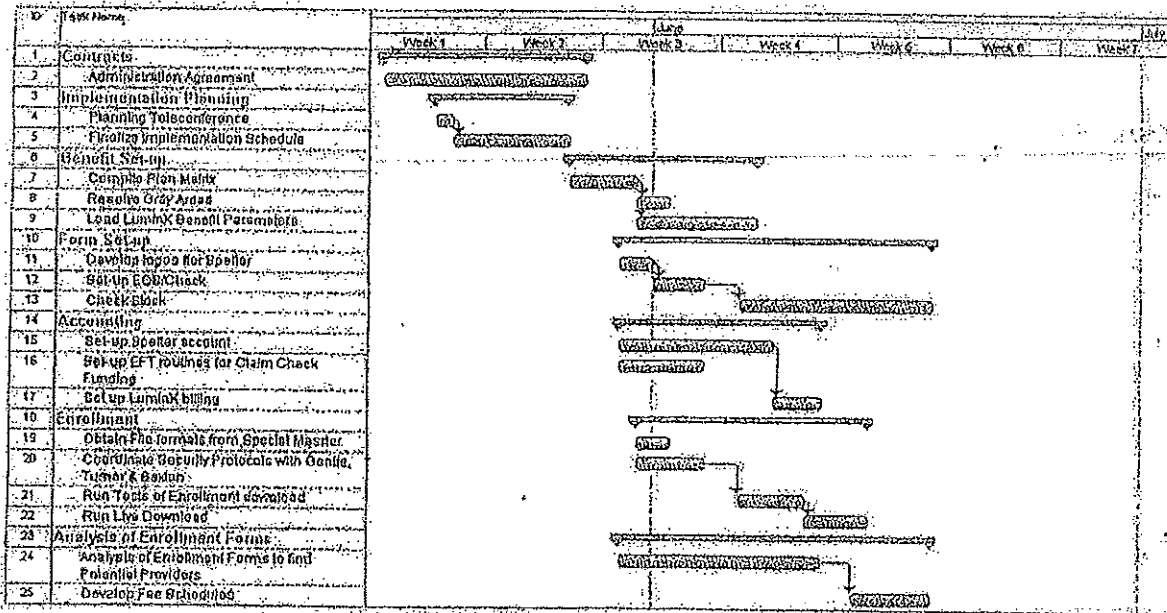 ID Task Name
June July
Week 1 Week 2 Week 3 Week 4 Week 5 Week 6 Week 7
1 Contracts
2 Administration Agreement
3 Implementation Planning
4 Planning Teleconference
5 Finalize Implementation Schedule
6 Benefit Set-up
7 Compile Plan Matrix
8 Resolve Gray Areas
9 Load LuminX Benefit Parameters
10 Form Set-up
11 Develop logos for Spelter
12 Set-Up EOB/Check
13 Check Stock
14 Accounting
15 Set-up Spelter account
16 Set-up EFT routines for Claim Check
Funding
17 Set up LuminX billing
18 Enrollment
19 Obtain File formats from Special Master
20 Coordinate Security Protocols with Gentle,
Turner & Sexton
21 Run Tests of Enrollment download
22 Run Live Download
23 Analysis of Enrollment Forms
24 Analysis of Enrollment Forms to find
Potential Providers
25 Develop Fee Schedules